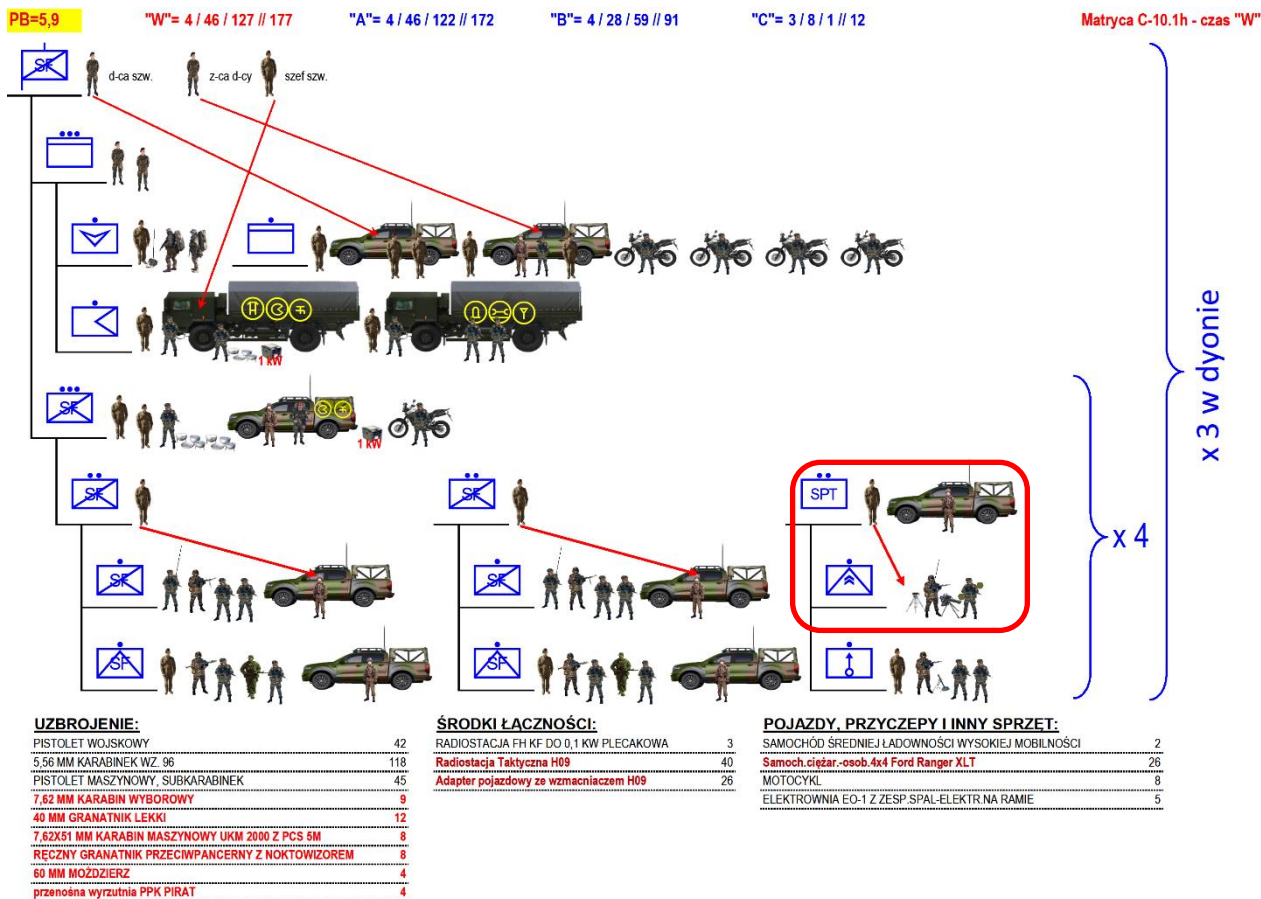 PB=5,9 "W"= 4 / 46 / 127 // 177 "A"= 4 / 46 / 122 // 172 "B"= 4 / 28 / 59 // 91 "C"= 3 / 8 / 1 // 12 Matryca C-10.1h - czas "W"
SF d-ca szw. z-ca d-cy szef szw.
1 kW
SF
1 kW
SF SF SPT
SF SF
SF SF
x 4
x 3 w dyonie
UZBROJENIE:
PISTOLET WOJSKOWY 42
5,56 MM KARABINEK WZ. 96 118
PISTOLET MASZYNOWY, SUBKARABINEK 45
7,62 MM KARABIN WYBOROWY 9
40 MM GRANATNIK LEKKI 12
7,62X51 MM KARABIN MASZYNOWY UKM 2000 Z PCS 5M 8
RĘCZNY GRANATNIK PRZECIWPANCERNY Z NOKTOWIZOREM 8
60 MM MOŹDZIERZ 4
przenośna wyrzutnia PPK PIRAT 4
ŚRODKI ŁĄCZNOŚCI:
RADIOSTACJA FH KF DO 0,1 KW PLECAKOWA 3
Radiostacja Taktyczna H09 40
Adapter pojazdowy ze wzmacniaczem H09 26
POJAZDY, PRZYCZEPY I INNY SPRZĘT:
SAMOCHÓD ŚREDNIEJ ŁADOWNOŚCI WYSOKIEJ MOBILNOŚCI 2
Samoch.ciężar.-osob.4x4 Ford Ranger XLT 26
MOTOCYKL 8
ELEKTROWNIA EO-1 Z ZESP.SPAL-ELEKTR.NA RAMIE 5